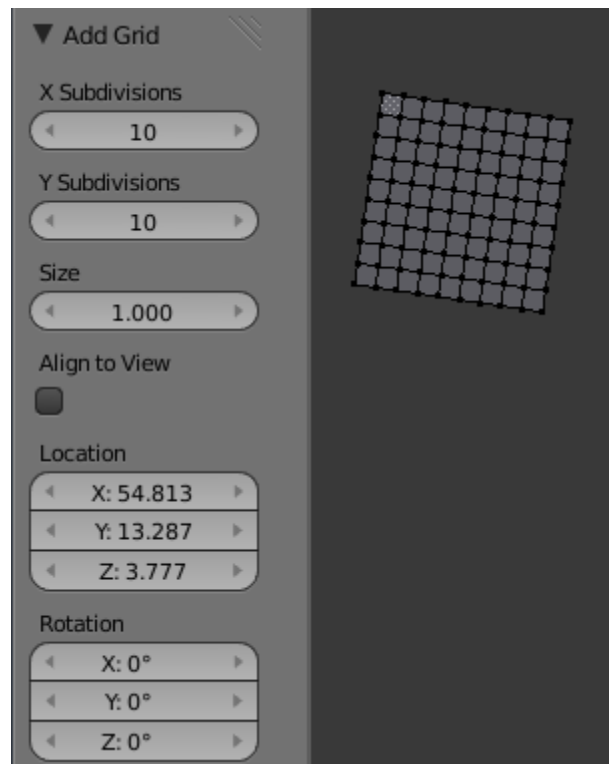 Add Grid
X Subdivisions
10
Y Subdivisions
10
Size
1.000
Align to View
Location
X: 54.813
Y: 13.287
Z: 3.777
Rotation
X: 0°
Y: 0°
Z: 0°